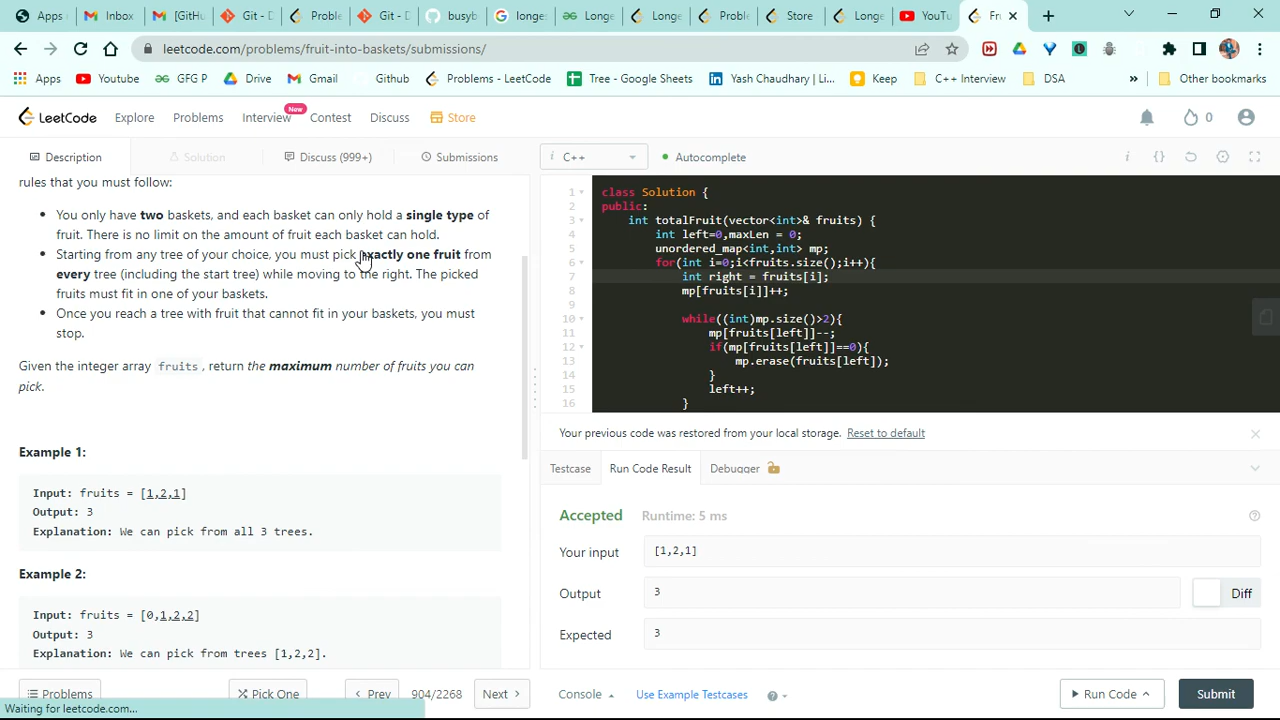 Apps
Inbox
[GitHu
Git - D
Proble
Git - D
busyb
longe
Longe
Longe
Proble
Store
Longe
YouTu
Fru
leetcode.com/problems/fruit-into-baskets/submissions/
Apps
Youtube
GFG P
Drive
Gmail
Github
Problems - LeetCode
Tree - Google Sheets
Yash Chaudhary | Li...
Keep
C++ Interview
DSA
»
Other bookmarks
LeetCode
Explore
Problems
Interview
New
Contest
Discuss
Store
0
Description
Solution
Discuss (999+)
Submissions
i C++
Autocomplete
rules that you must follow:
• You only have two baskets, and each basket can only hold a single type of
fruit. There is no limit on the amount of fruit each basket can hold.
• Starting from any tree of your choice, you must pick exactly one fruit from
every tree (including the start tree) while moving to the right. The picked
fruits must fit in one of your baskets.
• Once you reach a tree with fruit that cannot fit in your baskets, you must
stop.
Given the integer array fruits , return the maximum number of fruits you can
pick.
Example 1:
Input: fruits = [1,2,1]
Output: 3
Explanation: We can pick from all 3 trees.
Example 2:
Input: fruits = [0,1,2,2]
Output: 3
Explanation: We can pick from trees [1,2,2].
Problems
Pick One
Prev
904/2268
Next
Waiting for leetcode.com...
1 class Solution {
2 public:
3 int totalFruit(vector<int>& fruits) {
4 int left=0,maxLen = 0;
5 unordered_map<int,int> mp;
6 for(int i=0;i<fruits.size();i++){
7 int right = fruits[i];
8 mp[fruits[i]]++;
9
10 while((int)mp.size()>2){
11 mp[fruits[left]]--;
12 if(mp[fruits[left]]==0){
13 mp.erase(fruits[left]);
14 }
15 left++;
16 }
Your previous code was restored from your local storage. Reset to default
Testcase
Run Code Result
Debugger
Accepted Runtime: 5 ms
Your input
[1,2,1]
Output
3
Diff
Expected
3
Console
Use Example Testcases
Run Code
Submit